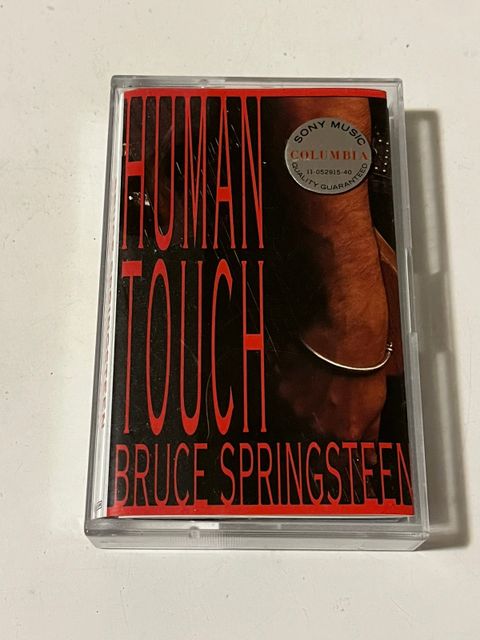 HUMAN
TOUCH
BRUCE SPRINGSTEEN
SONY MUSIC
COLUMBIA
11-052915-40
QUALITY GUARANTEED